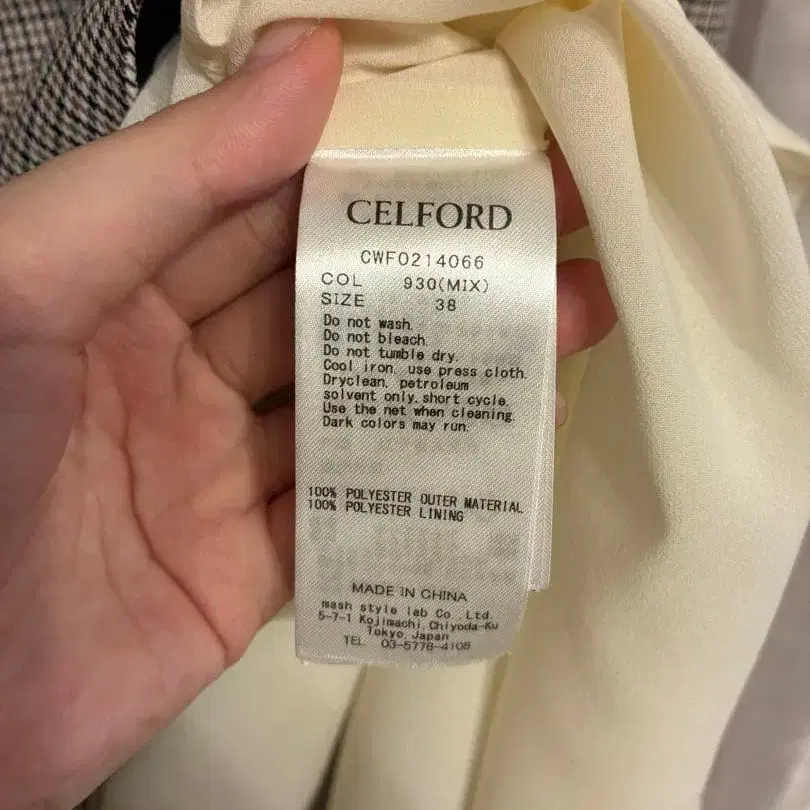 CELFORD
CWF0214066
COL 930(MIX)
SIZE 38
Do not wash.
Do not bleach.
Do not tumble dry.
Cool iron, use press cloth.
Dryclean, petroleum
solvent only, short cycle.
Use the net when cleaning.
Dark colors may run.
100% POLYESTER OUTER MATERIAL
100% POLYESTER LINING
MADE IN CHINA
mash style lab Co., Ltd.
5-7-1 Kojimachi, Chiyoda-Ku
Tokyo, Japan
TEL 03-5778-4105